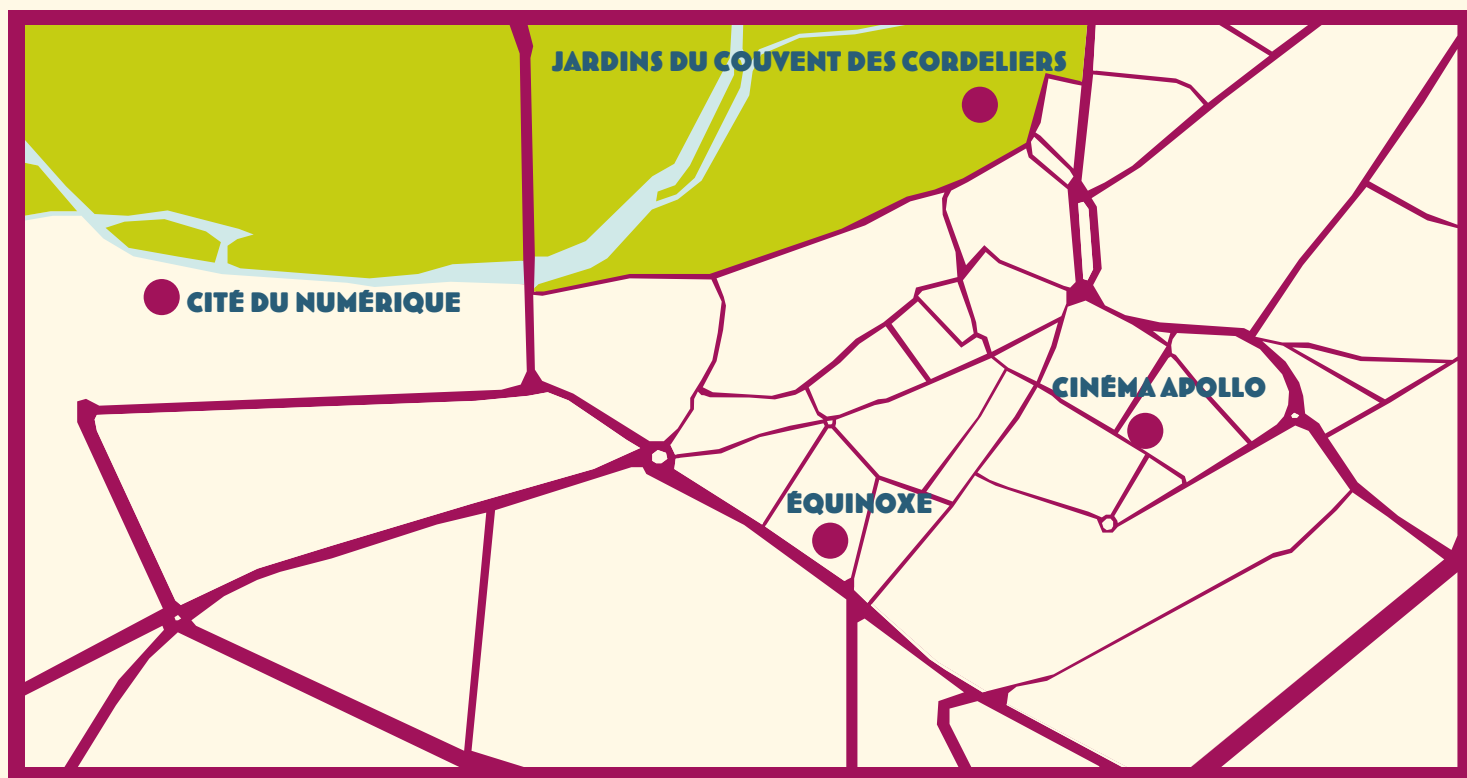 JARDINS DU COUVENT DES CORDELIERS
CITÉ DU NUMÉRIQUE
CINÉMA APOLLO
ÉQUINOXE